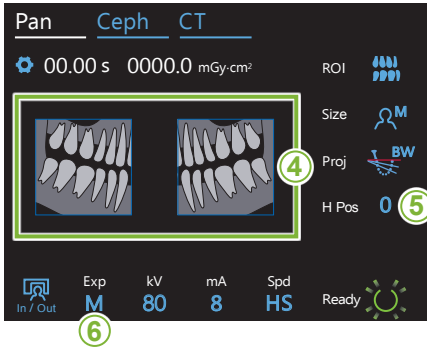 Pan Ceph CT
00.00 s 0000.0 mGy·cm²
ROI
Size M
④
Proj BW
H Pos 0 ⑤
In / Out
Exp kV mA Spd
M 80 8 HS
Ready
⑥